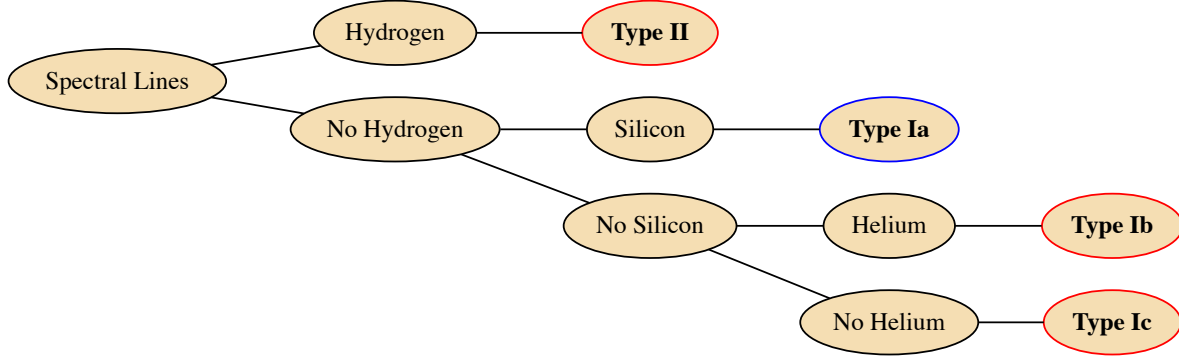 Hydrogen
Type II
Spectral Lines
No Hydrogen
Silicon
Type Ia
No Silicon
Helium
Type Ib
No Helium
Type Ic